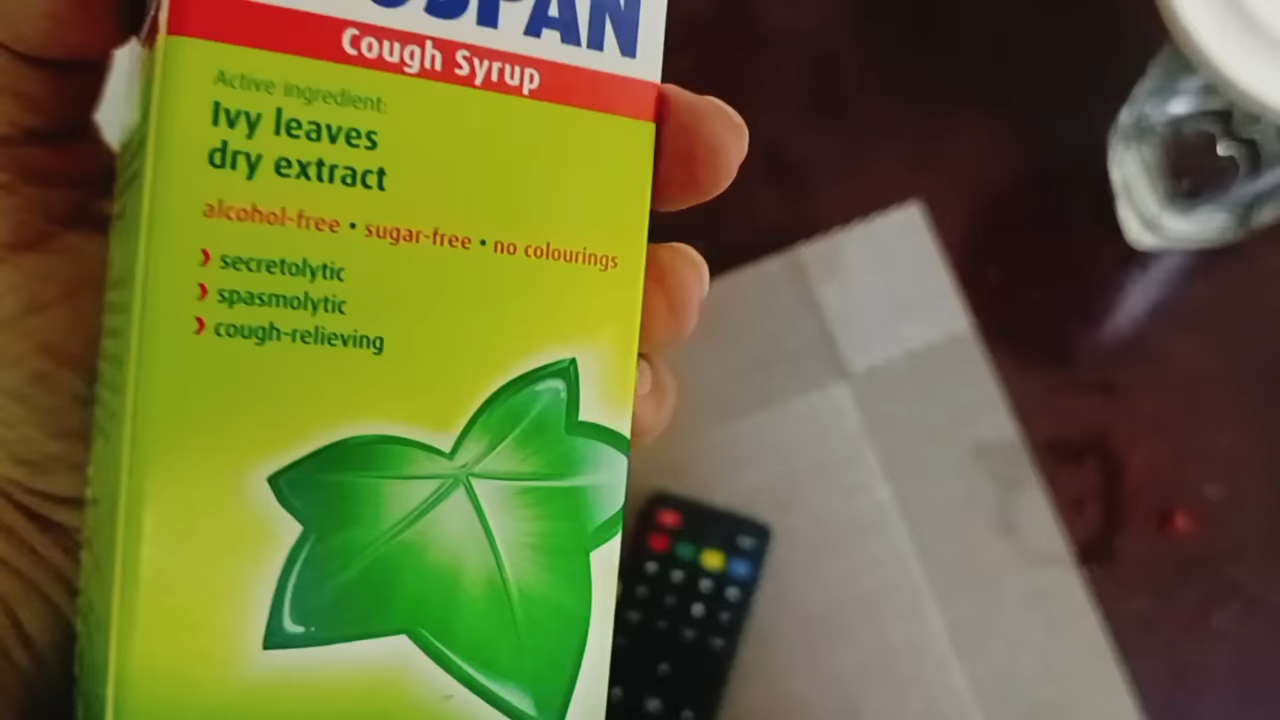 Cough Syrup
Active ingredient:
Ivy leaves
dry extract
alcohol-free • sugar-free • no colourings
secretolytic
spasmolytic
cough-relieving